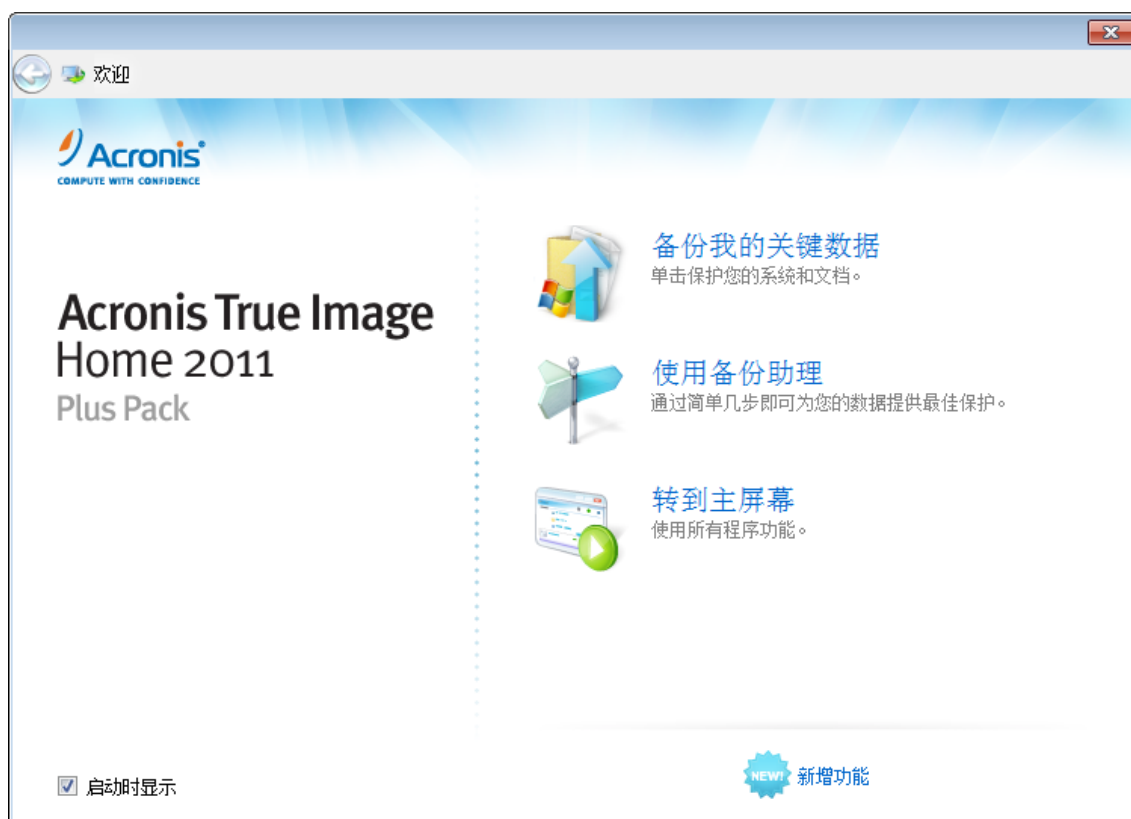 欢迎
Acronis
COMPUTE WITH CONFIDENCE
Acronis True Image
Home 2011
Plus Pack
备份我的关键数据
单击保护您的系统和文档。
使用备份助理
通过简单几步即可为您的数据提供最佳保护。
转到主屏幕
使用所有程序功能。
启动时显示
NEW!
新增功能